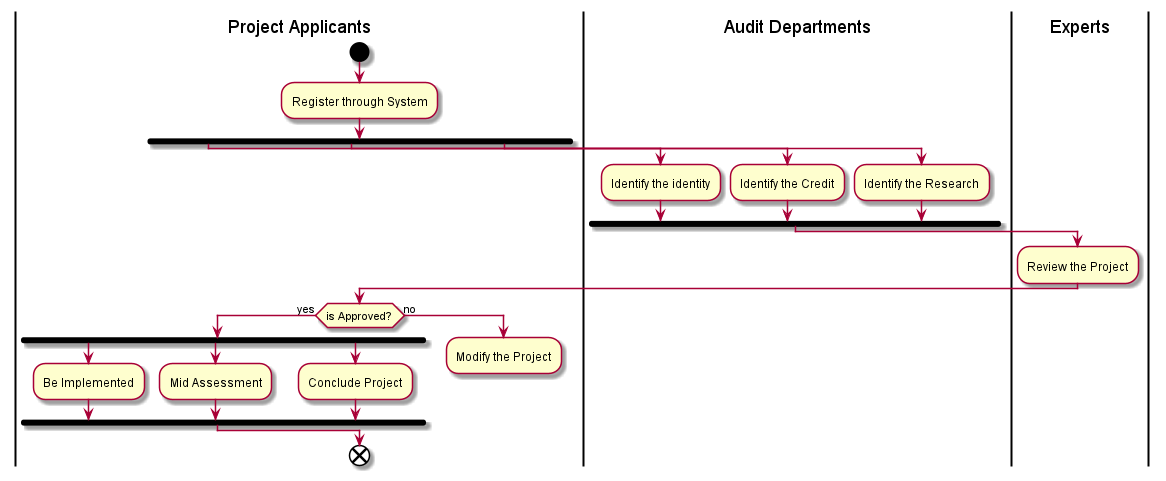 Project Applicants
Audit Departments
Experts
Register through System
Identify the identity
Identify the Credit
Identify the Research
Review the Project
yes
is Approved?
no
Modify the Project
Be Implemented
Mid Assessment
Conclude Project